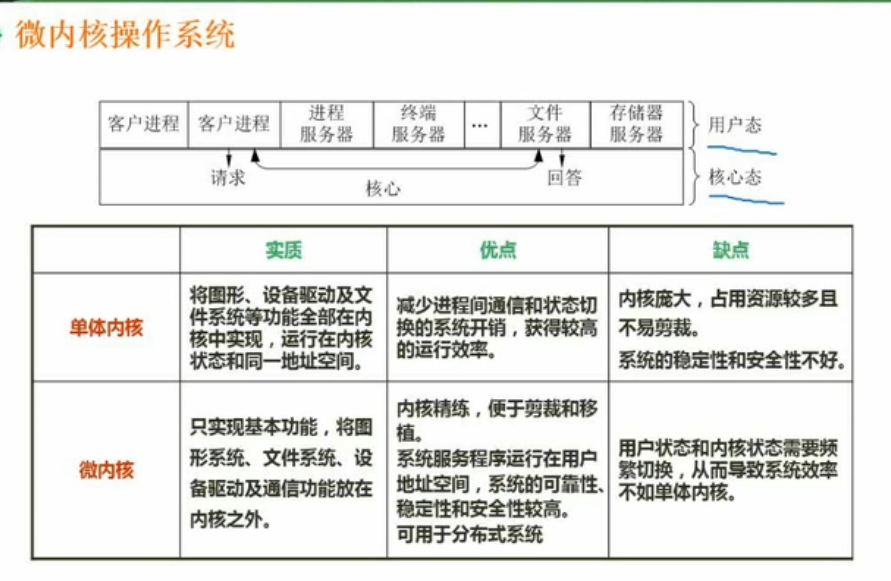 微内核操作系统
客户进程 客户进程 进程服务器 终端服务器 … 文件服务器 存储器服务器 用户态
请求 核心 回答 核心态
实质 优点 缺点
单体内核
将图形、设备驱动及文
件系统等功能全部在内
核中实现，运行在内核
状态和同一地址空间。
减少进程间通信和状态切
换的系统开销，获得较高
的运行效率。
内核庞大，占用资源较多且
不易剪裁。
系统的稳定性和安全性不好。
微内核
只实现基本功能，将图
形系统、文件系统、设
备驱动及通信功能放在
内核之外。
内核精练，便于剪裁和移
植。
系统服务程序运行在用户
地址空间，系统的可靠性、
稳定性和安全性较高。
可用于分布式系统
用户状态和内核状态需要频
繁切换，从而导致系统效率
不如单体内核。